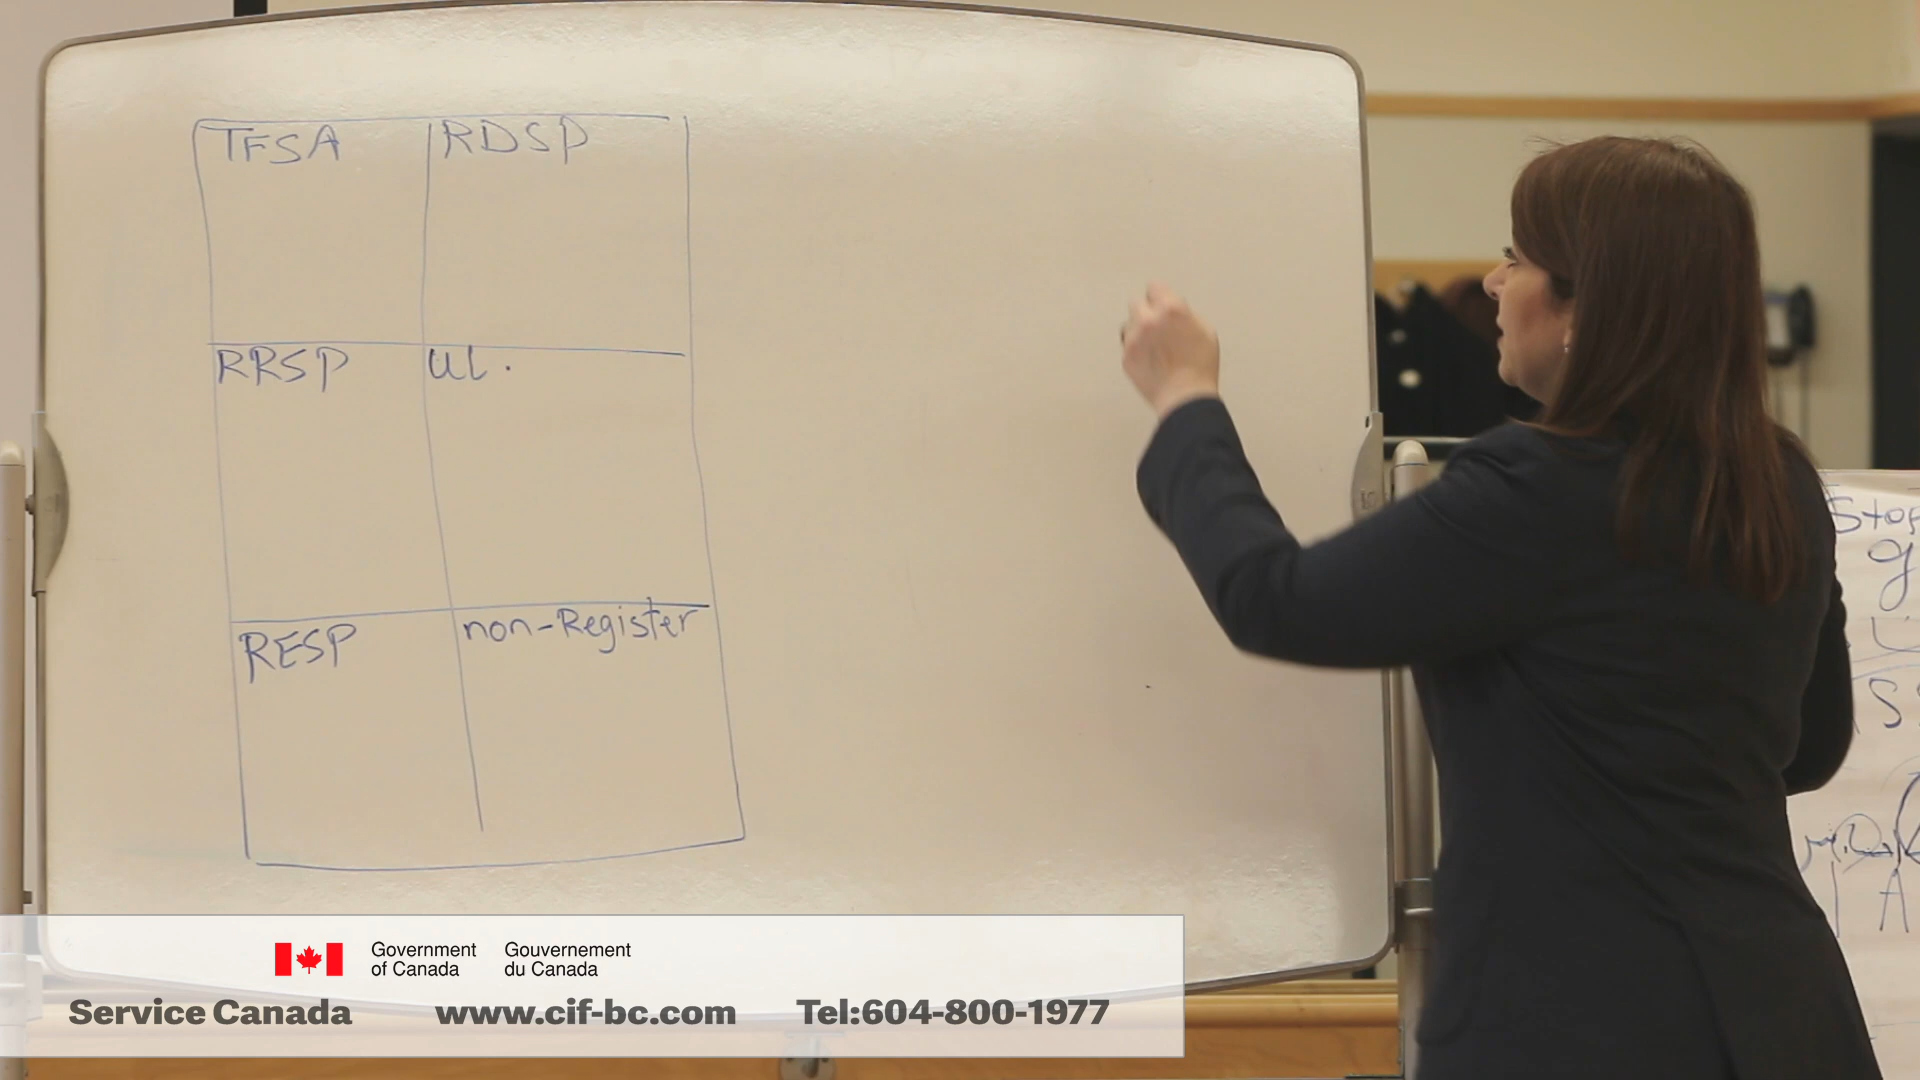 TFSA
RDSP
RRSP
UL.
RESP
non-Register
Stop
S
A
Government of Canada
Gouvernement du Canada
Service Canada www.cif-bc.com Tel:604-800-1977